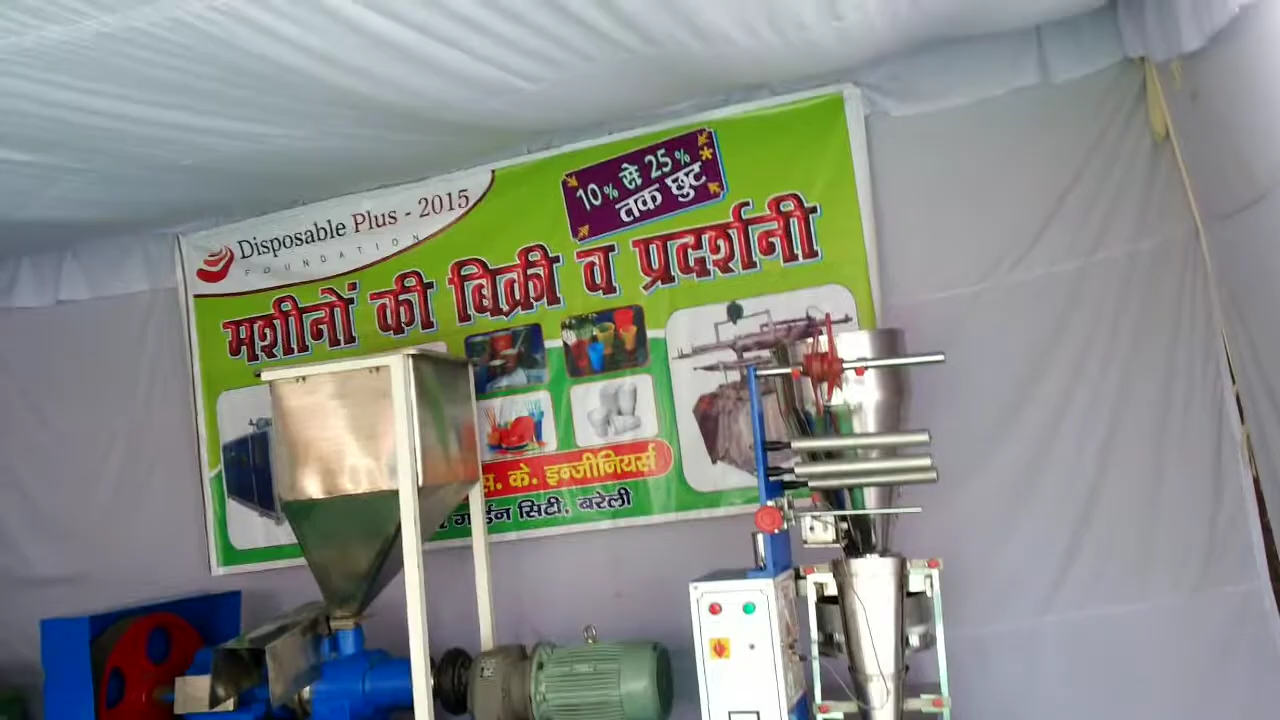 Disposable Plus - 2015
FOUNDATION
10% से 25%*
तक छुट
मशीनों की बिक्री व प्रदर्शनी
स. के. इन्जीनियर्स
गार्डन सिटी, बरेली